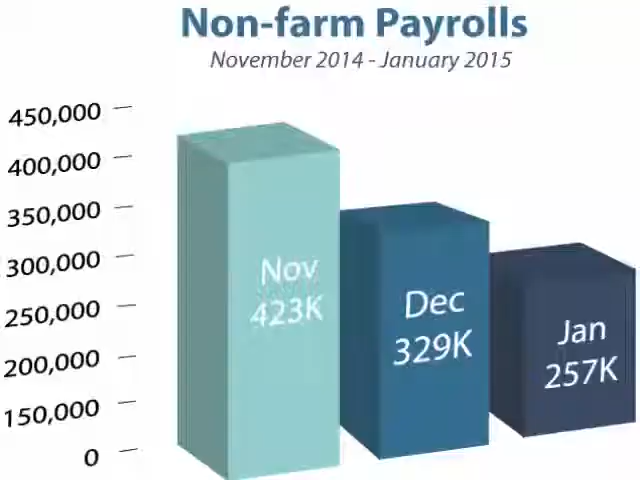 Non-farm Payrolls
November 2014 - January 2015
450,000
400,000
350,000
300,000
250,000
200,000
150,000
0
Nov
423K
Dec
329K
Jan
257K